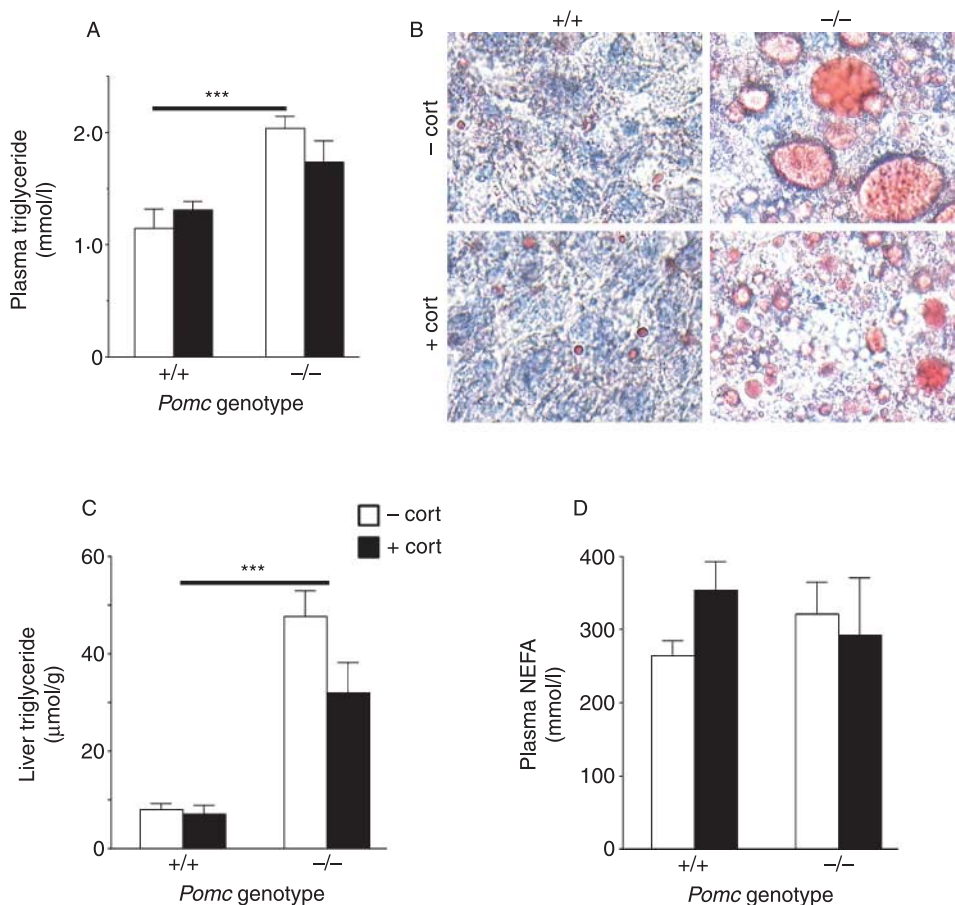 A
Plasma triglyceride
(mmol/l)
2·0
1·0
0
***
+/+
–/–
Pomc genotype
B
+/+
–/–
– cort
+ cort
C
– cort
+ cort
Liver triglyceride
(µmol/g)
60
40
20
0
***
+/+
–/–
Pomc genotype
D
Plasma NEFA
(mmol/l)
400
300
200
100
0
+/+
–/–
Pomc genotype